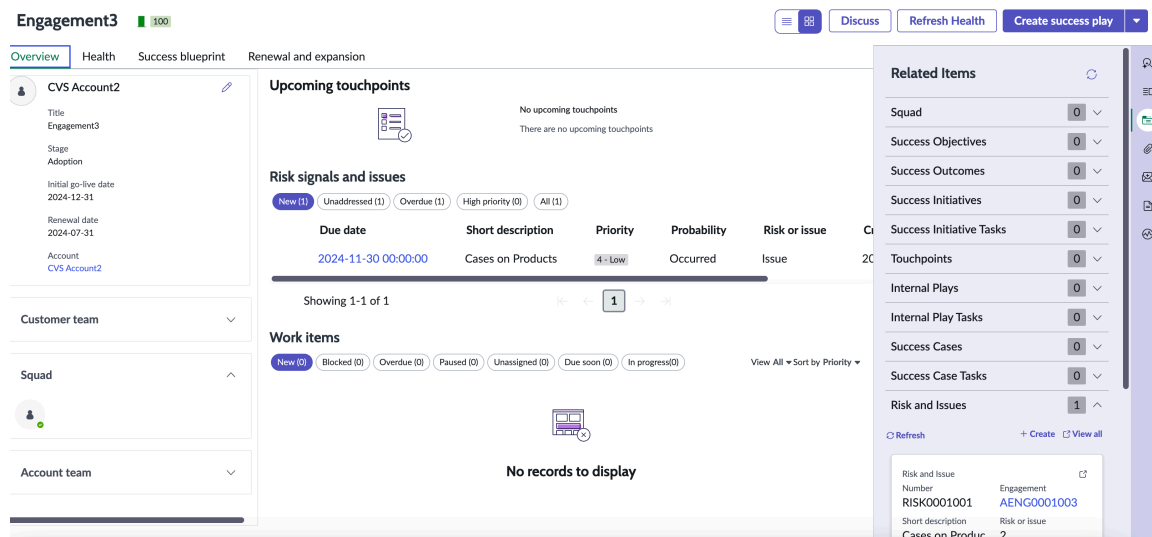 Engagement3
100
Discuss
Refresh Health
Create success play
Overview
Health
Success blueprint
Renewal and expansion
CVS Account2
Title
Engagement3
Stage
Adoption
Initial go-live date
2024-12-31
Renewal date
2024-07-31
Account
CVS Account2
Customer team
Squad
Account team
Upcoming touchpoints
No upcoming touchpoints
There are no upcoming touchpoints
Risk signals and issues
New (1) Unaddressed (1) Overdue (1) High priority (0) All (1)
Due date Short description Priority Probability Risk or issue
2024-11-30 00:00:00 Cases on Products 4 - Low Occurred Issue 20
Showing 1-1 of 1
1
Work items
New (0) Blocked (0) Overdue (0) Paused (0) Unassigned (0) Due soon (0) In progress(0) View All Sort by Priority
No records to display
Related Items
Squad 0
Success Objectives 0
Success Outcomes 0
Success Initiatives 0
Success Initiative Tasks 0
Touchpoints 0
Internal Plays 0
Internal Play Tasks 0
Success Cases 0
Success Case Tasks 0
Risk and Issues 1
Refresh + Create View all
Risk and Issue
Number Engagement
RISK0001001 AENG0001003
Short description Risk or issue
Cases on Produc 2